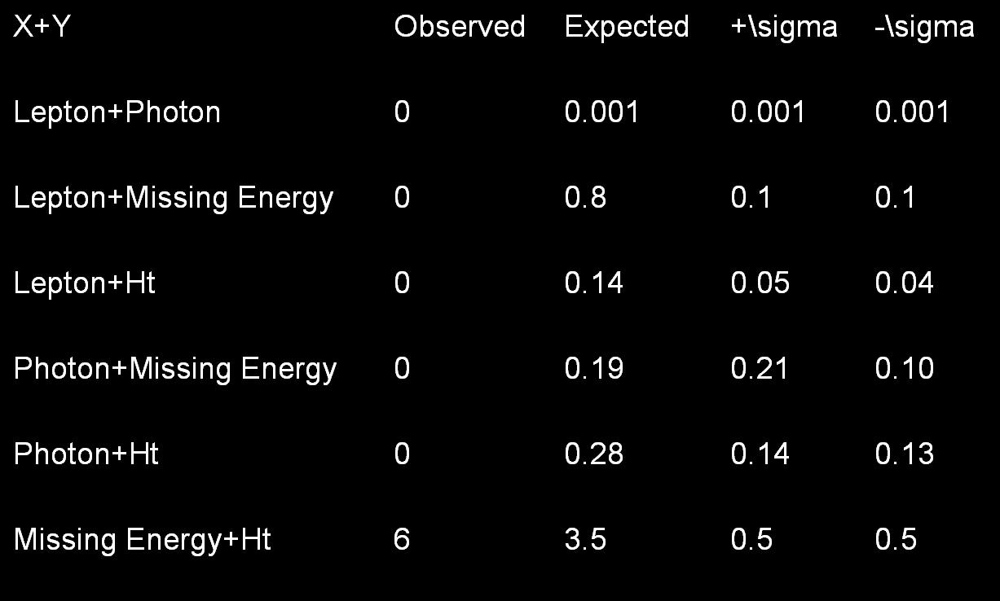 X+Y Observed Expected +\sigma -\sigma
Lepton+Photon 0 0.001 0.001 0.001
Lepton+Missing Energy 0 0.8 0.1 0.1
Lepton+Ht 0 0.14 0.05 0.04
Photon+Missing Energy 0 0.19 0.21 0.10
Photon+Ht 0 0.28 0.14 0.13
Missing Energy+Ht 6 3.5 0.5 0.5